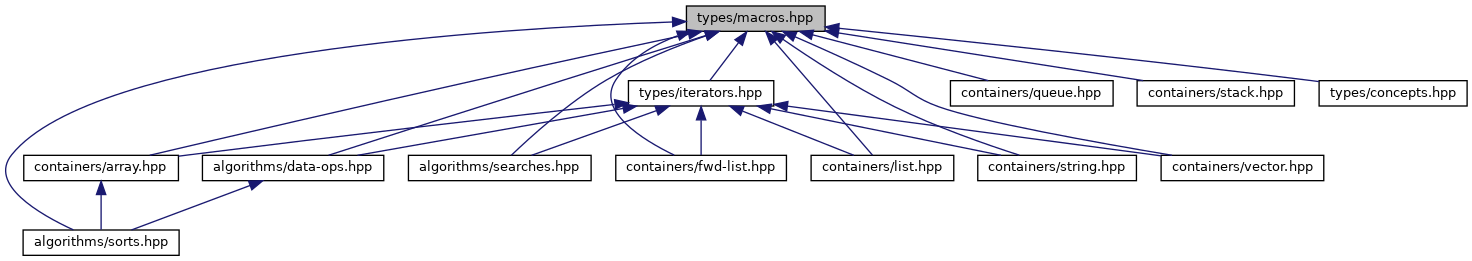 types/macros.hpp
types/iterators.hpp
containers/queue.hpp
containers/stack.hpp
types/concepts.hpp
containers/array.hpp
algorithms/data-ops.hpp
algorithms/searches.hpp
containers/fwd-list.hpp
containers/list.hpp
containers/string.hpp
containers/vector.hpp
algorithms/sorts.hpp